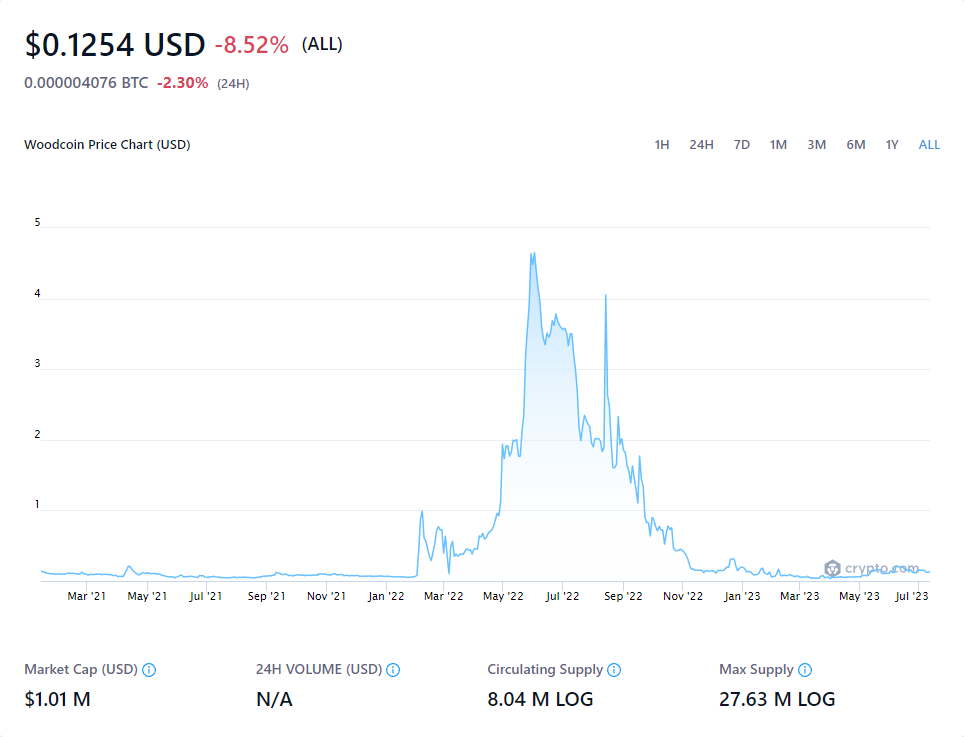 $0.1254 USD -8.52% (ALL)
0.000004076 BTC -2.30% (24H)
Woodcoin Price Chart (USD) 1H 24H 7D 1M 3M 6M 1Y ALL
5
4
3
2
1
crypto.com
Mar '21 May '21 Jul '21 Sep '21 Nov '21 Jan '22 Mar '22 May '22 Jul '22 Sep '22 Nov '22 Jan '23 Mar '23 May '23 Jul '23
Market Cap (USD) 24H VOLUME (USD) Circulating Supply Max Supply
$1.01 M N/A 8.04 M LOG 27.63 M LOG